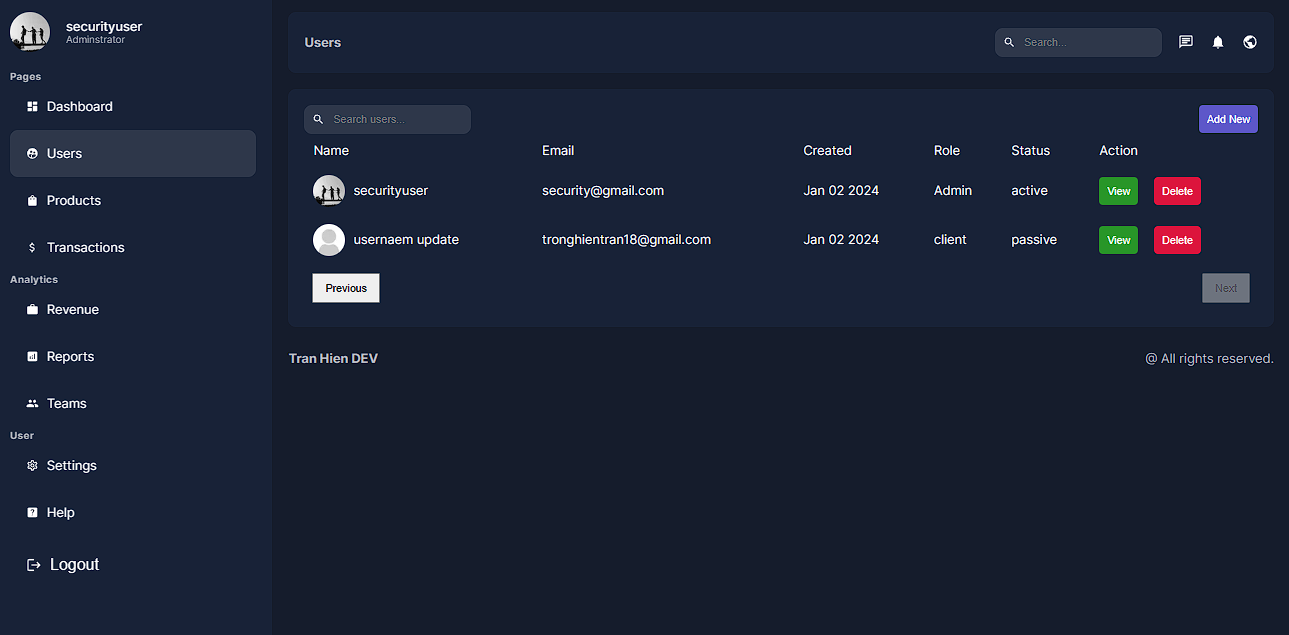 securityuser
Adminstrator
Pages
Dashboard
Users
Products
Transactions
Analytics
Revenue
Reports
Teams
User
Settings
Help
Logout
Users
Search...
Search users...
Add New
Name Email Created Role Status Action
securityuser security@gmail.com Jan 02 2024 Admin active View Delete
usernaem update tronghientran18@gmail.com Jan 02 2024 client passive View Delete
Previous Next
Tran Hien DEV @ All rights reserved.